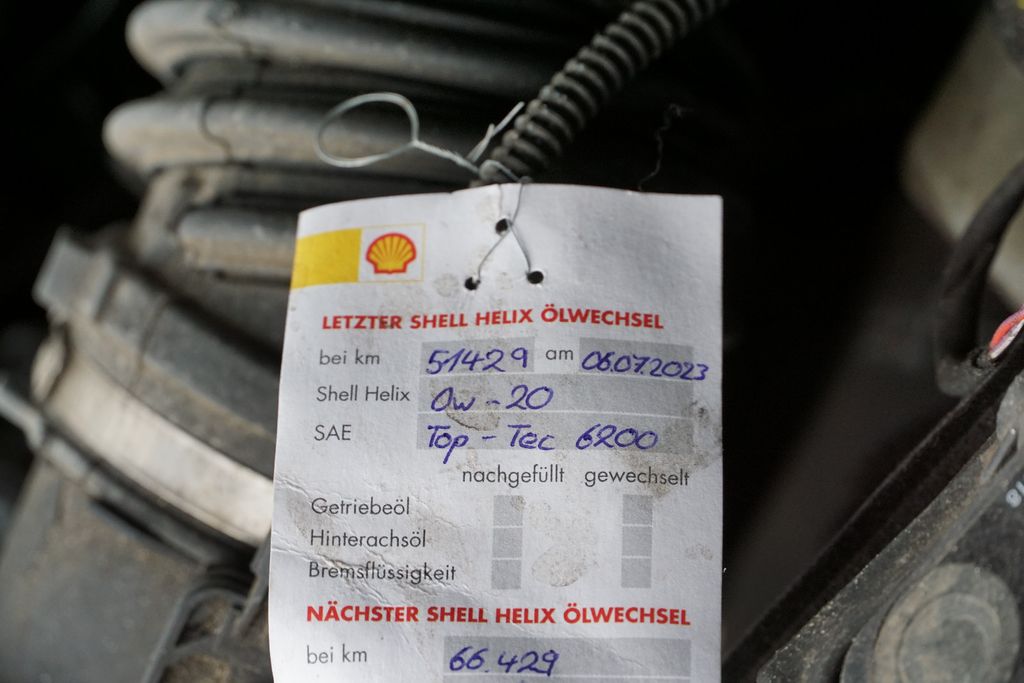 LETZTER SHELL HELIX ÖLWECHSEL
bei km 51429 am 06.07.2023
Shell Helix 0w - 20
SAE Top - Tec 6200
nachgefüllt gewechselt
Getriebeöl
Hinterachsöl
Bremsflüssigkeit
NÄCHSTER SHELL HELIX ÖLWECHSEL
bei km 66.429